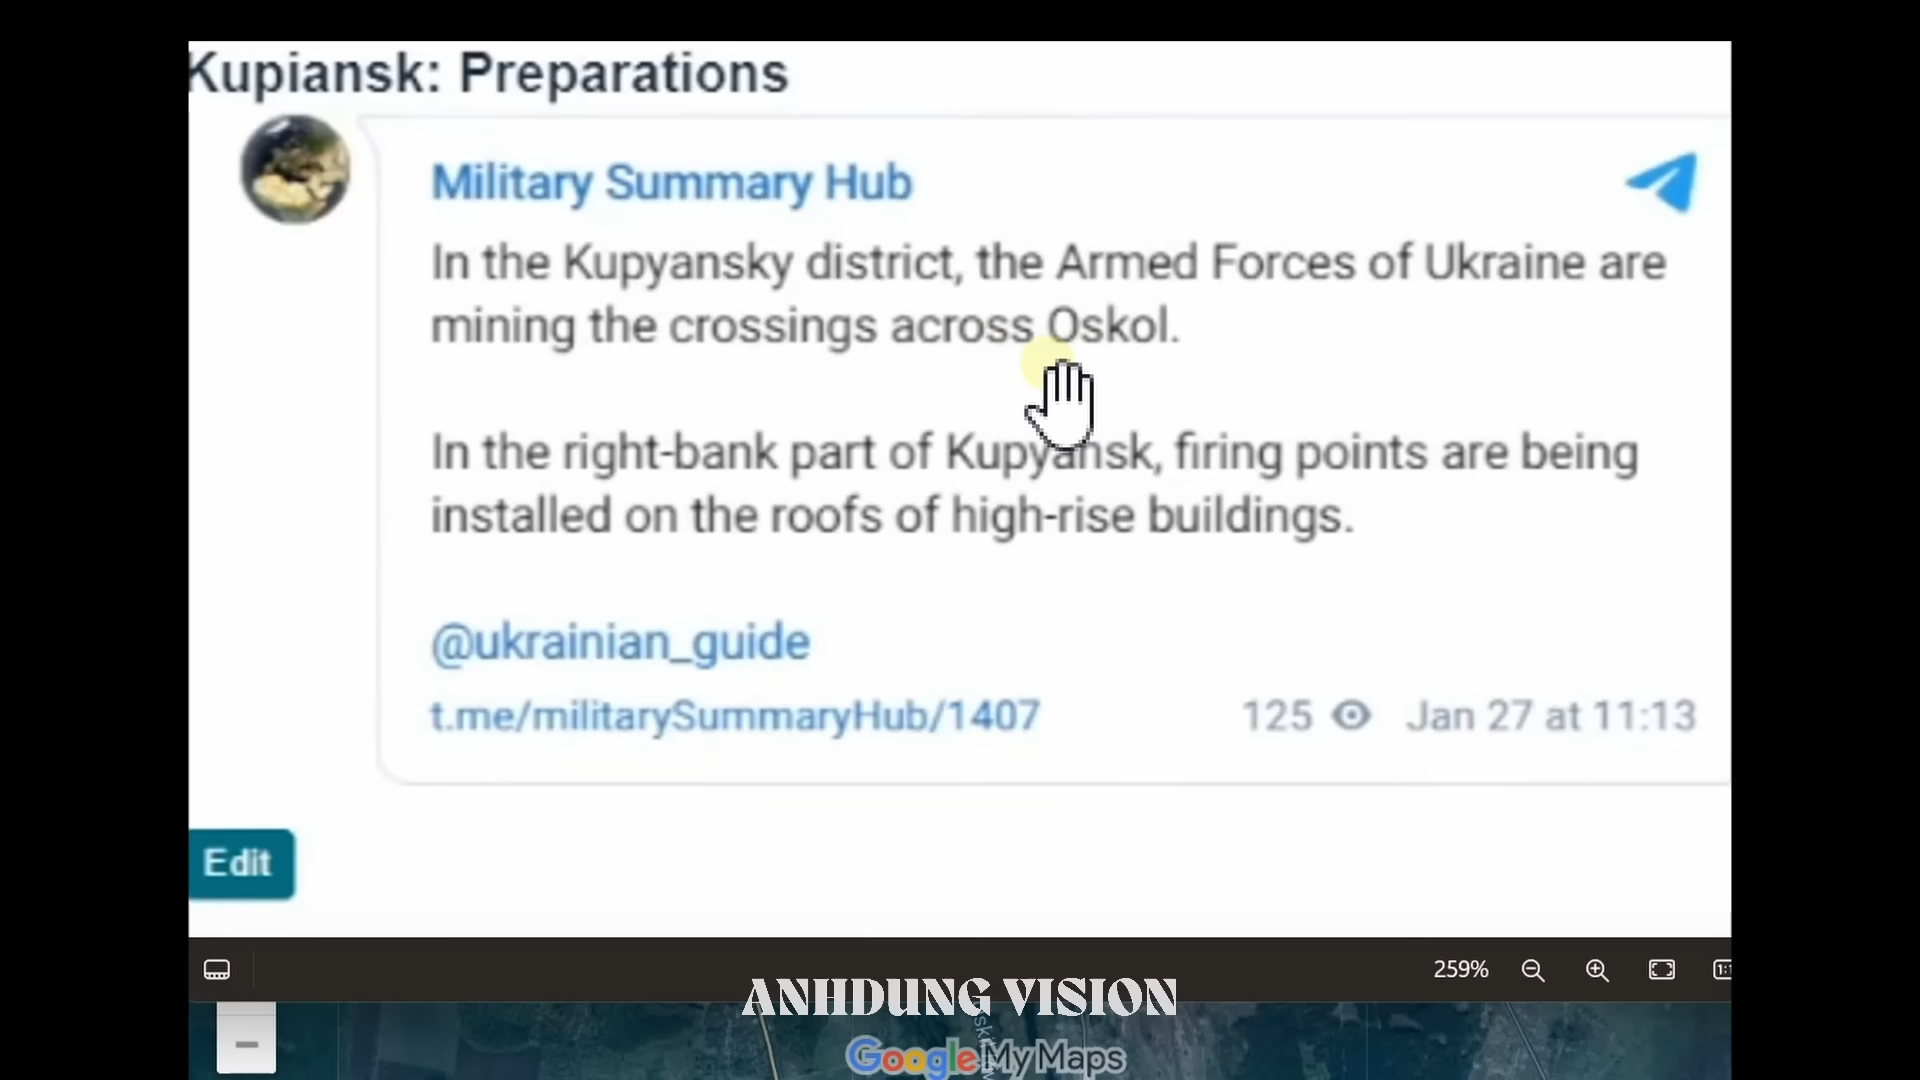 Kupiansk: Preparations
Military Summary Hub
In the Kupyansky district, the Armed Forces of Ukraine are
mining the crossings across Oskol.
In the right-bank part of Kupyansk, firing points are being
installed on the roofs of high-rise buildings.
@ukrainian_guide
t.me/militarySummaryHub/1407 125 Jan 27 at 11:13
Edit
259%
1:1
ANHDUNG VISION
Google My Maps